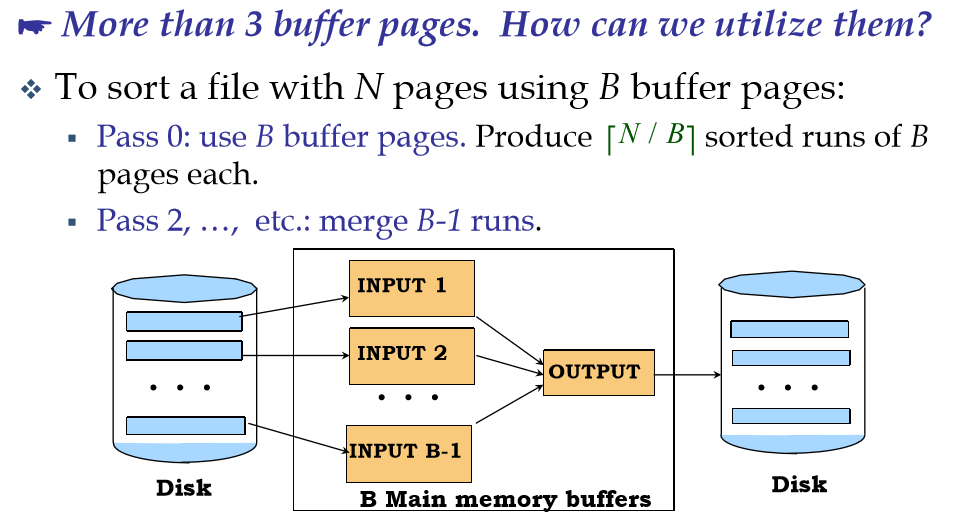 ☛ More than 3 buffer pages. How can we utilize them?
❖ To sort a file with N pages using B buffer pages:
▪ Pass 0: use B buffer pages. Produce ⌈N / B⌉ sorted runs of B
pages each.
▪ Pass 2, …, etc.: merge B-1 runs.
INPUT 1
INPUT 2
. . .
INPUT B-1
OUTPUT
. . .
. . .
Disk
B Main memory buffers
Disk